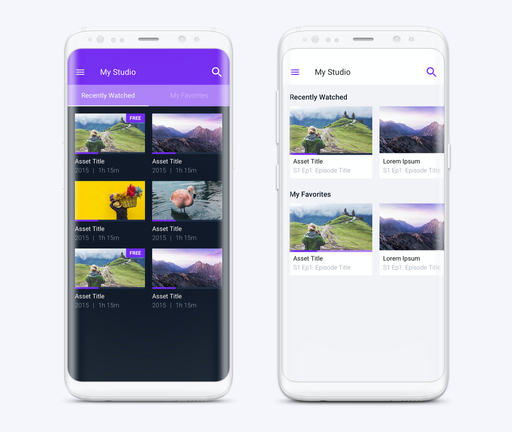 My Studio
Recently Watched
My Favorites
FREE
Asset Title
Asset Title
2015 | 1h 15m
2015 | 1h 15m
Asset Title
Asset Title
2015 | 1h 15m
2015 | 1h 15m
FREE
Asset Title
Asset Title
2015 | 1h 15m
2015 | 1h 15m
My Studio
Recently Watched
Asset Title
Lorem Ipsum
S1 Ep1: Episode Title
S1 Ep1: Episode Title
My Favorites
Asset Title
Lorem Ipsum
S1 Ep1: Episode Title
S1 Ep1: Episode Title